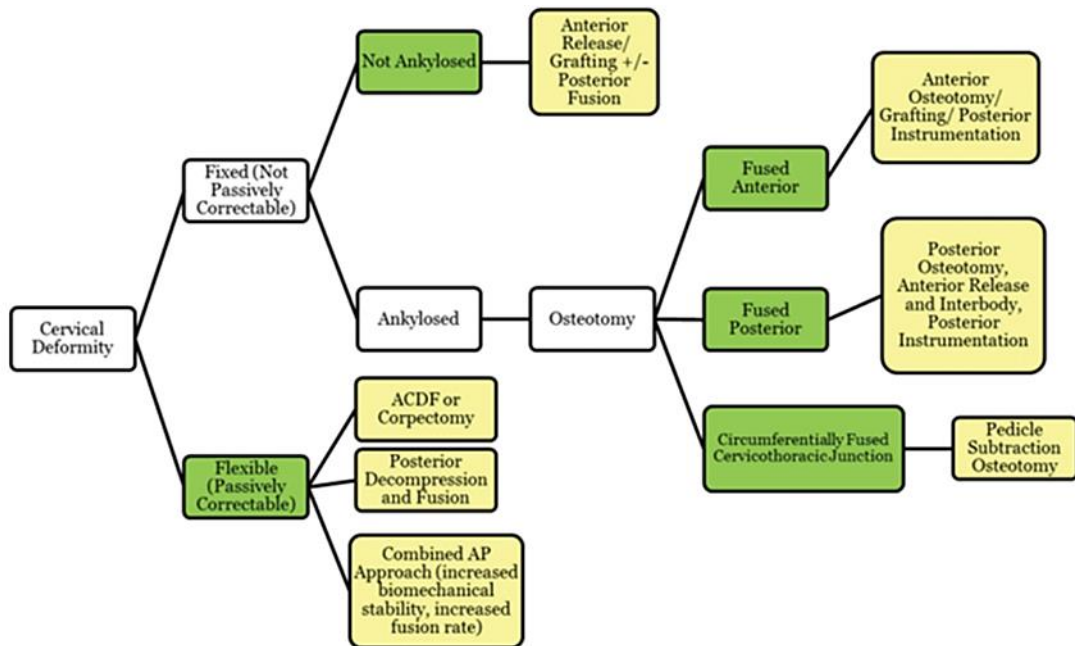 Cervical
Deformity
Fixed (Not
Passively
Correctable)
Not Ankylosed
Anterior
Release/
Grafting +/-
Posterior
Fusion
Ankylosed
Osteotomy
Fused
Anterior
Anterior
Osteotomy/
Grafting/ Posterior
Instrumentation
Fused
Posterior
Posterior
Osteotomy,
Anterior Release
and Interbody,
Posterior
Instrumentation
Circumferentially Fused
Cervicothoracic Junction
Pedicle
Subtraction
Osteotomy
Flexible
(Passively
Correctable)
ACDF or
Corpectomy
Posterior
Decompression
and Fusion
Combined AP
Approach (increased
biomechanical
stability, increased
fusion rate)